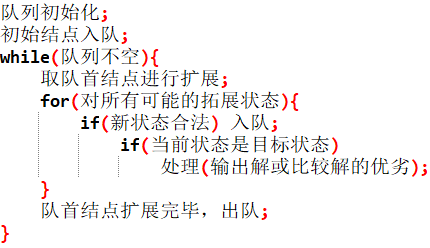 队列初始化;
初始结点入队;
while(队列不空){
取队首结点进行扩展;
for(对所有可能的拓展状态){
if(新状态合法) 入队;
if(当前状态是目标状态)
处理(输出解或比较解的优劣);
}
队首结点扩展完毕，出队;
}